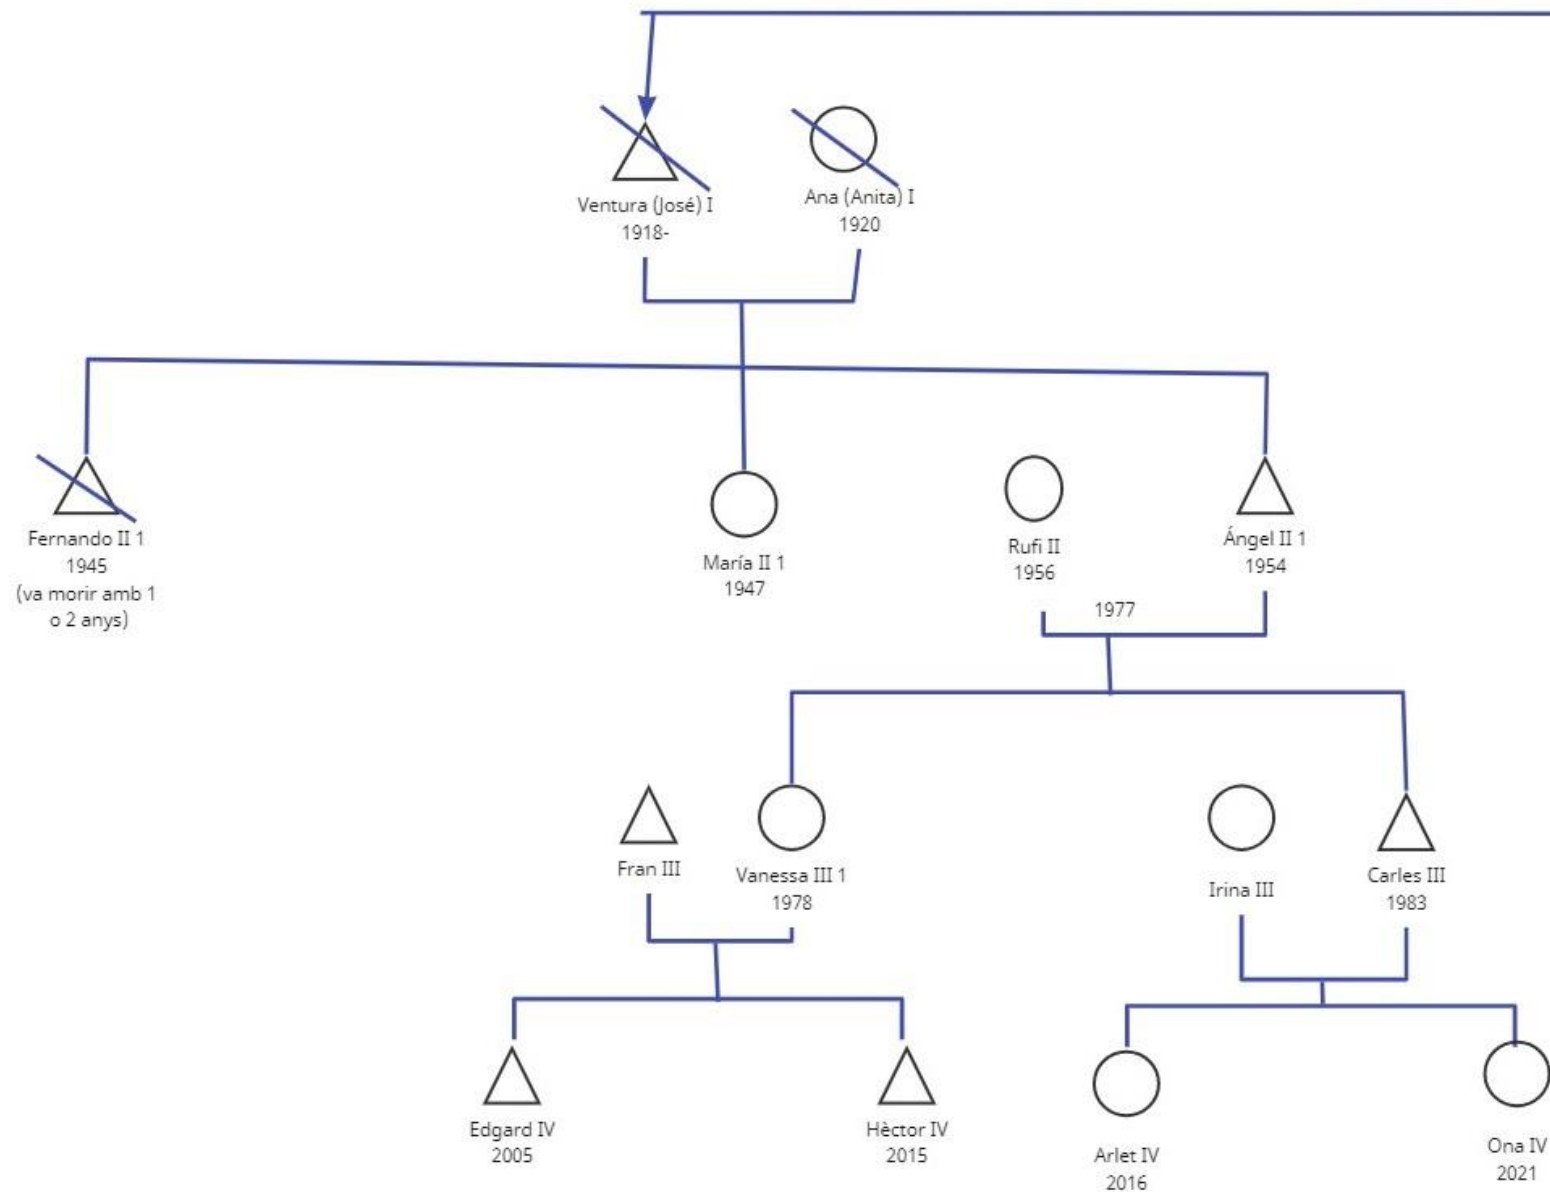 Ventura (José) I
1918-
Ana (Anita) I
1920
Fernando II 1
1945
(va morir amb 1
o 2 anys)
María II 1
1947
Rufi II
1956
Ángel II 1
1954
1977
Fran III
Vanessa III 1
1978
Irina III
Carles III
1983
Edgard IV
2005
Hèctor IV
2015
Arlet IV
2016
Ona IV
2021